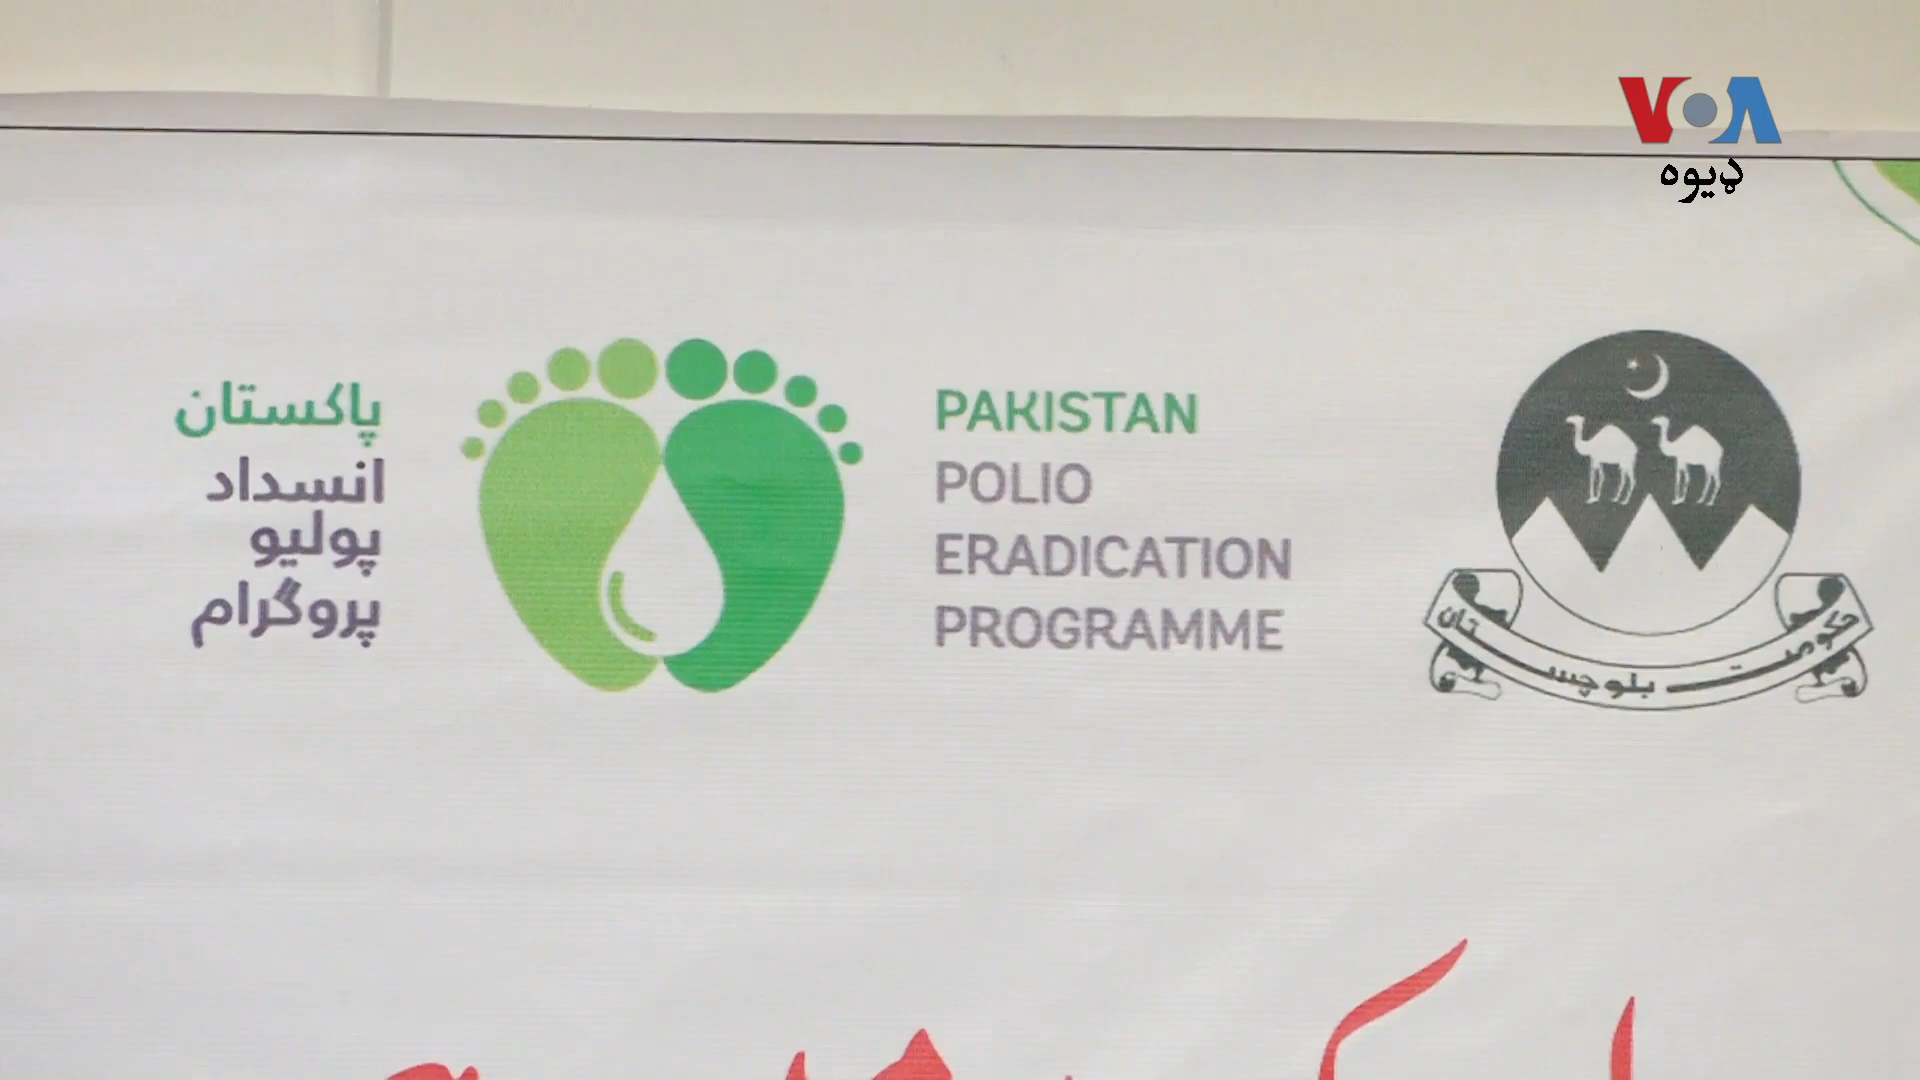 VOA
ډیوه
پاکستان
انسداد
پولیو
پروگرام
PAKISTAN
POLIO
ERADICATION
PROGRAMME
حکومت بلوچستان